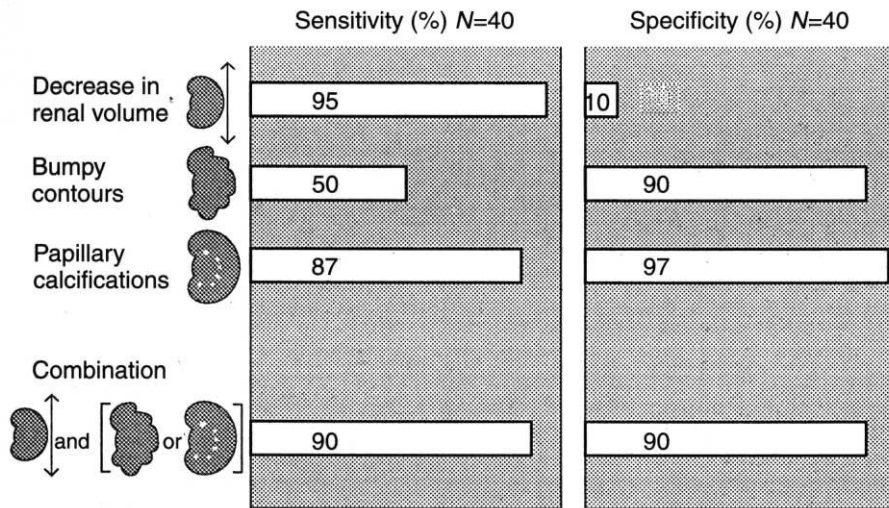 Sensitivity (%) N=40
Specificity (%) N=40
Decrease in
renal volume
95
10
Bumpy
contours
50
90
Papillary
calcifications
87
97
Combination
and
or
90
90